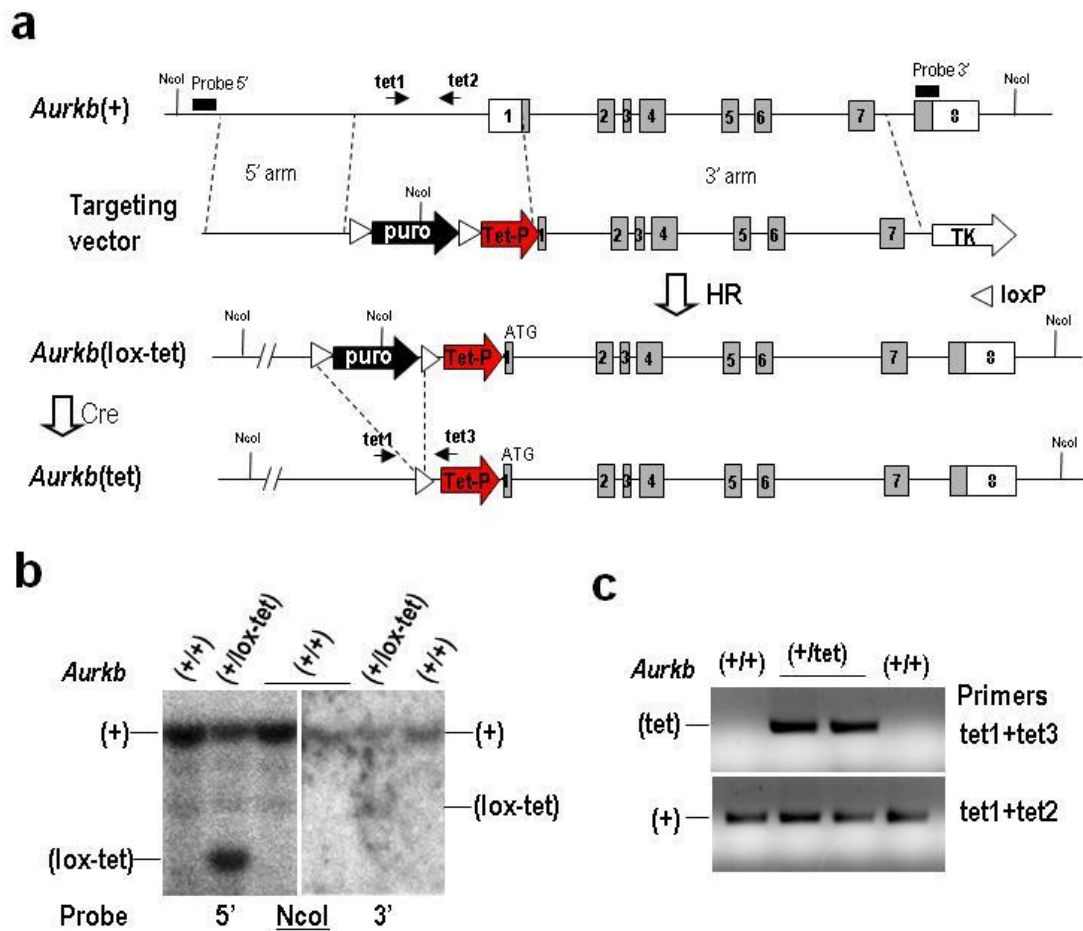 a
NcoI Probe 5' tet1 tet2 Probe 3' NcoI
Aurkb(+) 1 2 3 4 5 6 7 8
5' arm 3' arm
Targeting vector NcoI puro Tet-P 1 2 3 4 5 6 7 TK
HR loxP
NcoI NcoI ATG NcoI
Aurkb(lox-tet) puro Tet-P 1 2 3 4 5 6 7 8
Cre
NcoI tet1 tet3 ATG NcoI
Aurkb(tet) Tet-P 1 2 3 4 5 6 7 8
b
Aurkb (+/+) (+/lox-tet) (+/+) (+/lox-tet) (+/+)
(+) (+)
(lox-tet)
(lox-tet)
Probe 5' NcoI 3'
c
Aurkb (+/+) (+/tet) (+/+)
Primers
(tet) tet1+tet3
(+) tet1+tet2